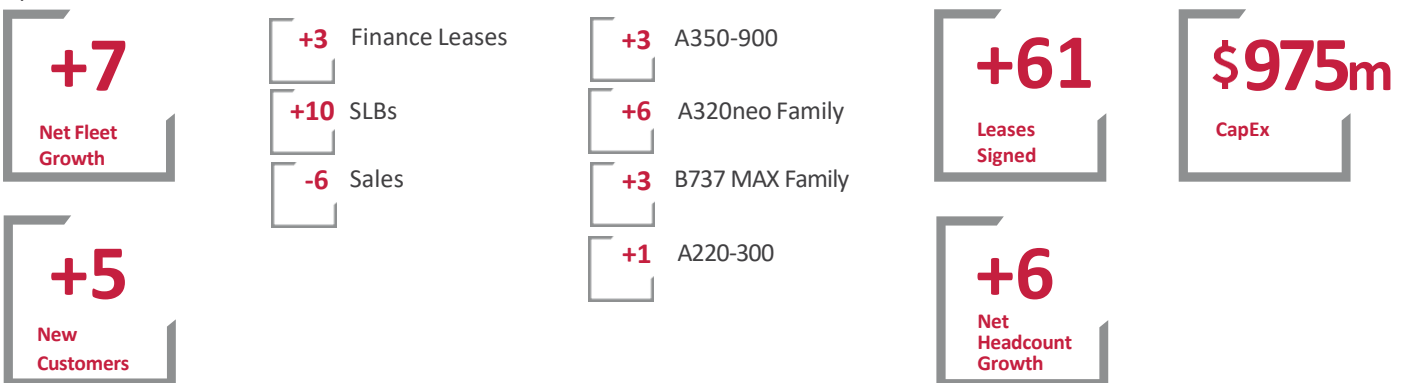 +7
Net Fleet
Growth
+3 Finance Leases
+10 SLBs
-6 Sales
+3 A350-900
+6 A320neo Family
+3 B737 MAX Family
+1 A220-300
+61
Leases
Signed
$975m
CapEx
+5
New
Customers
+6
Net
Headcount
Growth